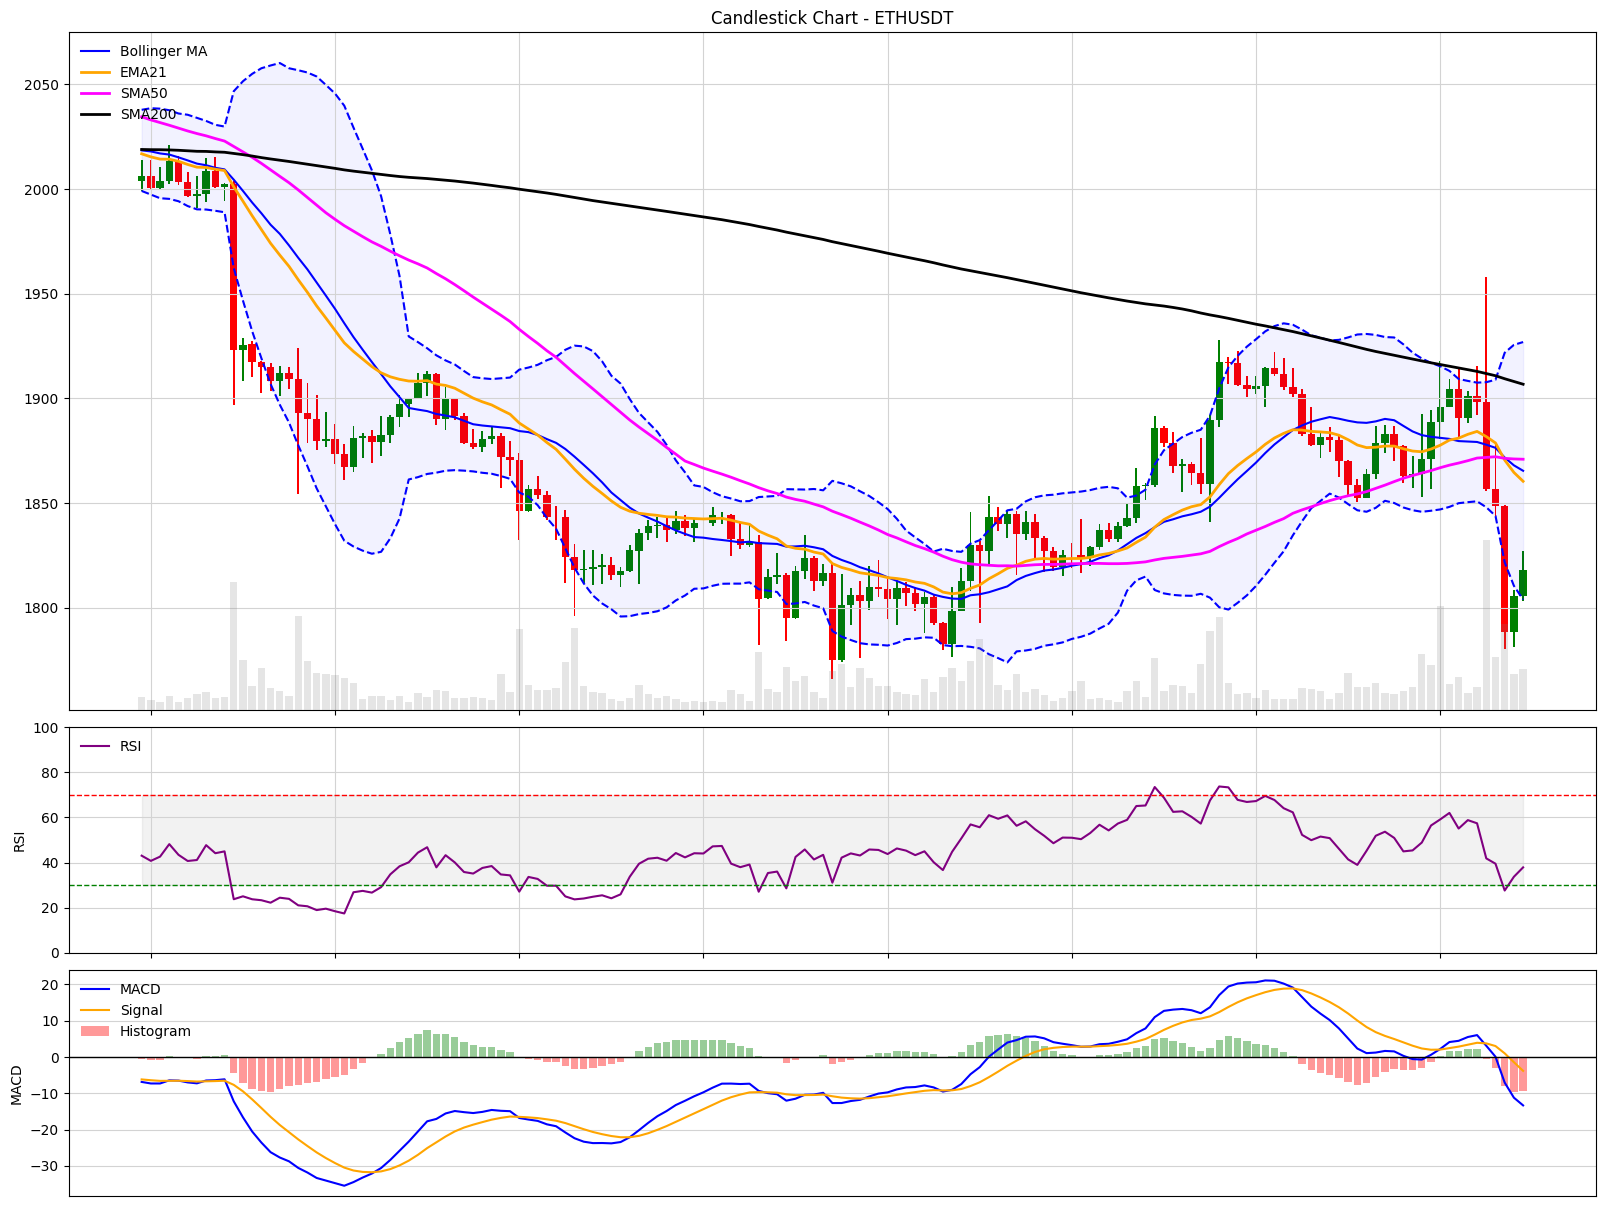 Candlestick Chart - ETHUSDT
Bollinger MA
EMA21
SMA50
SMA200
2050
2000
1950
1900
1850
1800
100
80
60
40
20
0
RSI
RSI
20
10
0
−10
−20
−30
MACD
MACD
Signal
Histogram